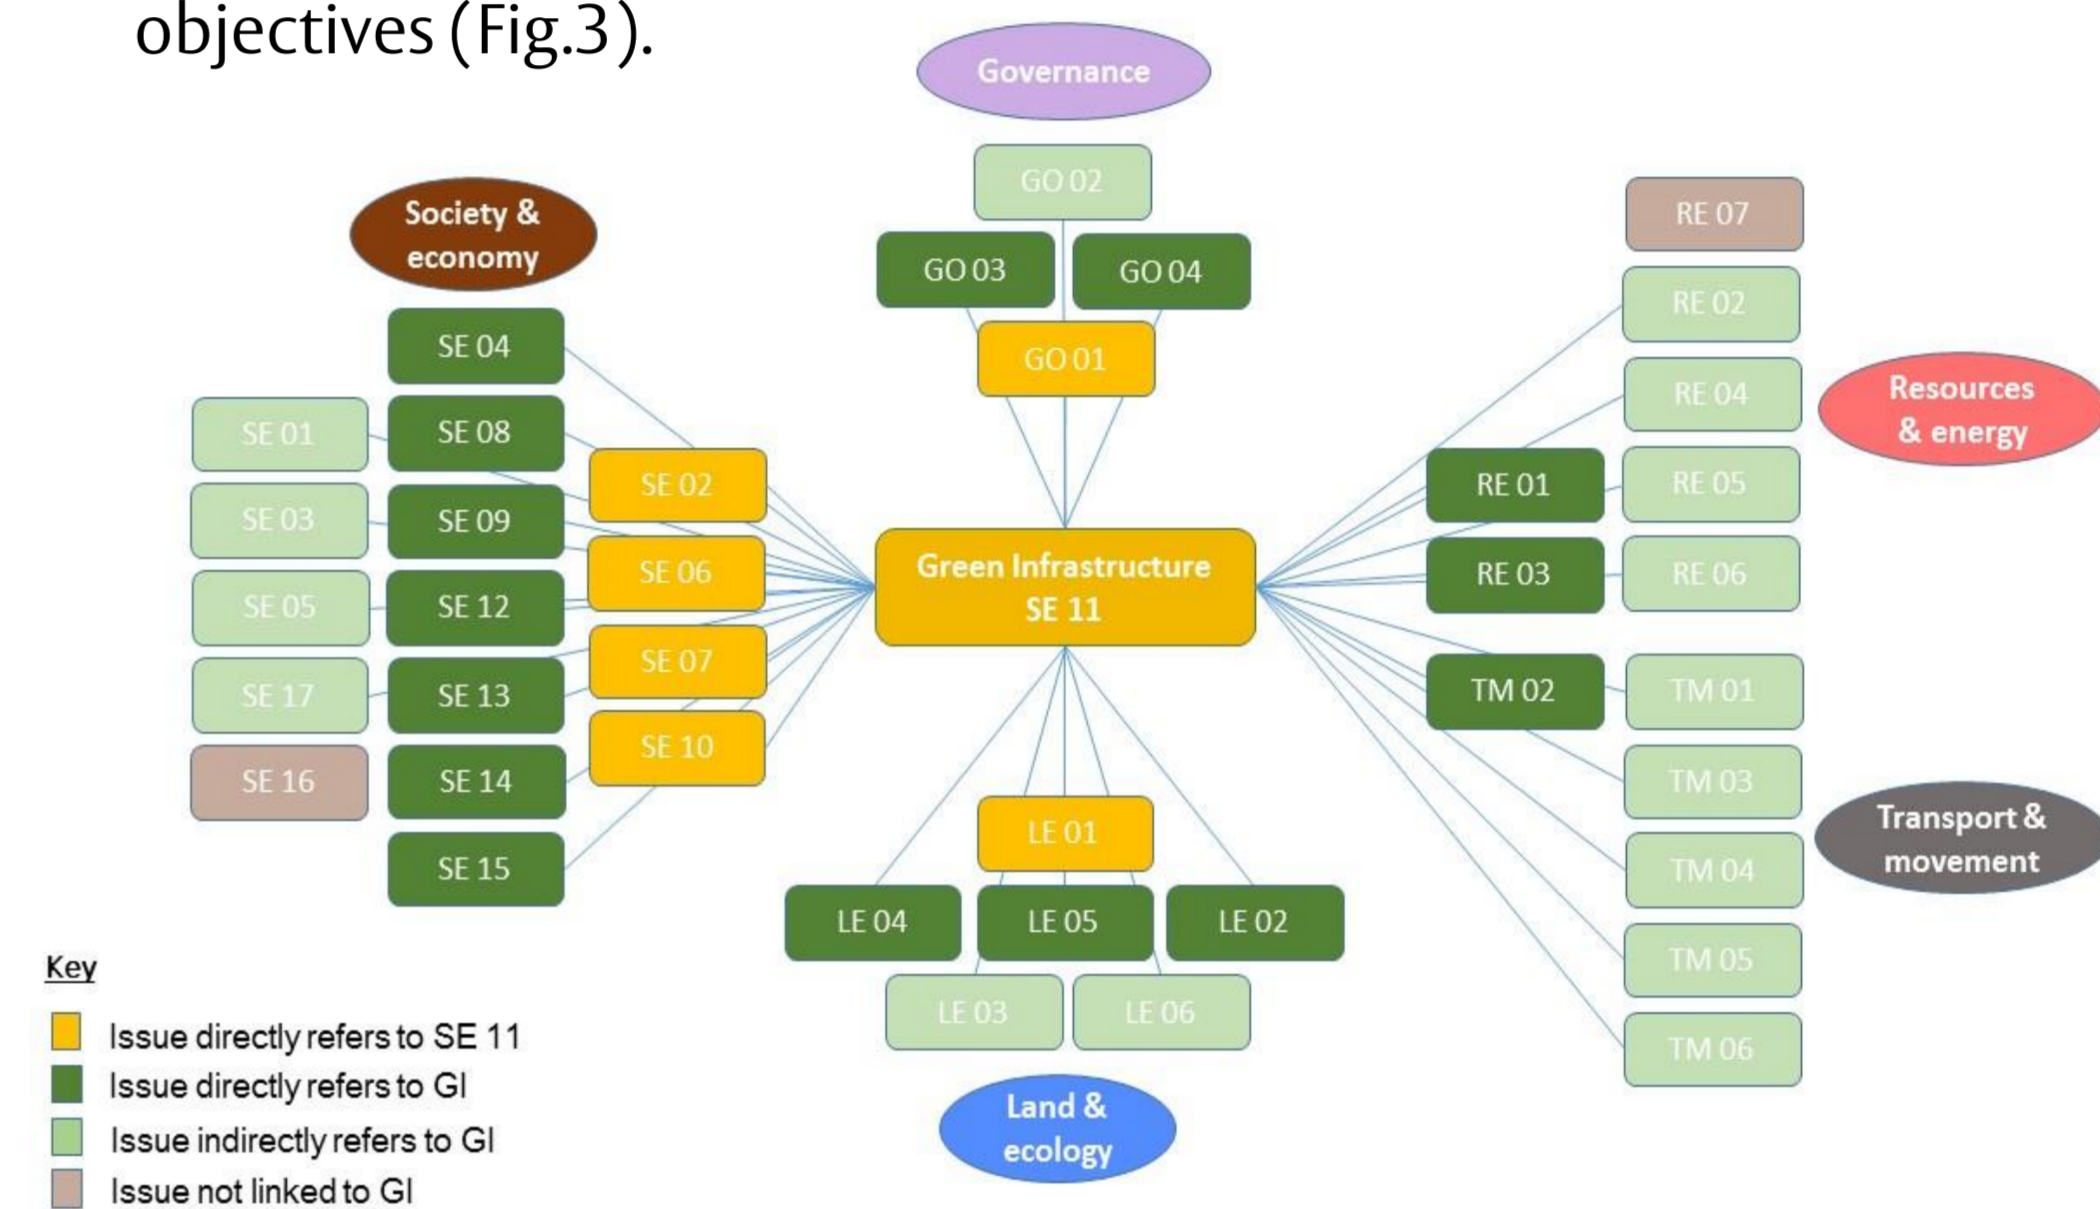 objectives (Fig.3).
Governance
GO 02
GO 03
GO 04
GO 01
Society &
economy
SE 04
SE 01
SE 08
SE 02
SE 03
SE 09
SE 06
SE 05
SE 12
SE 07
SE 17
SE 13
SE 10
SE 16
SE 14
SE 15
Green Infrastructure
SE 11
RE 07
RE 02
RE 04
RE 01
RE 05
RE 03
RE 06
Resources
& energy
TM 02
TM 01
TM 03
TM 04
TM 05
TM 06
Transport &
movement
LE 01
LE 04
LE 05
LE 02
LE 03
LE 06
Land &
ecology
Key
Issue directly refers to SE 11
Issue directly refers to GI
Issue indirectly refers to GI
Issue not linked to GI